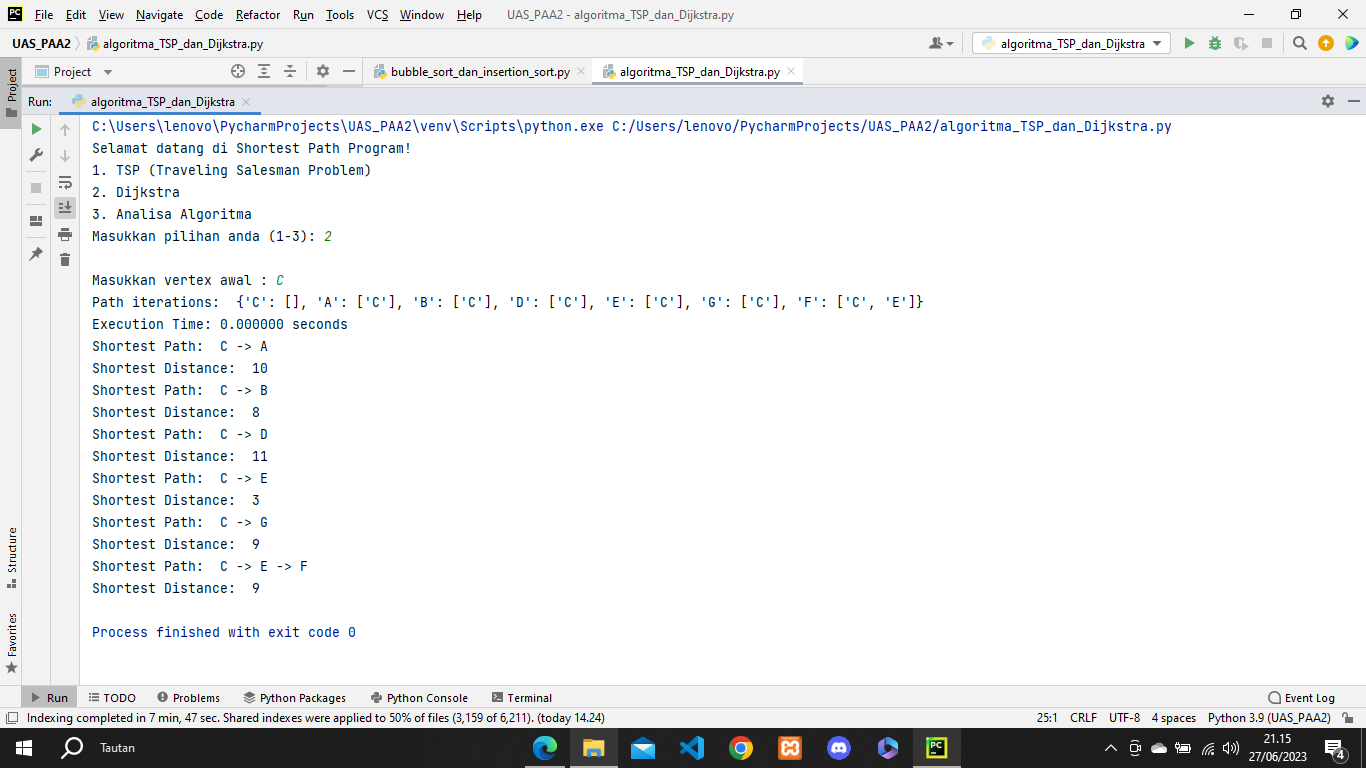 PC File Edit View Navigate Code Refactor Run Tools VCS Window Help UAS_PAA2 - algoritma_TSP_dan_Dijkstra.py
UAS_PAA2 algoritma_TSP_dan_Dijkstra.py algoritma_TSP_dan_Dijkstra
Project Project bubble_sort_dan_insertion_sort.py algoritma_TSP_dan_Dijkstra.py
Run: algoritma_TSP_dan_Dijkstra
C:\Users\lenovo\PycharmProjects\UAS_PAA2\venv\Scripts\python.exe C:/Users/lenovo/PycharmProjects/UAS_PAA2/algoritma_TSP_dan_Dijkstra.py
Selamat datang di Shortest Path Program!
1. TSP (Traveling Salesman Problem)
2. Dijkstra
3. Analisa Algoritma
Masukkan pilihan anda (1-3): 2
Masukkan vertex awal : C
Path iterations:  {'C': [], 'A': ['C'], 'B': ['C'], 'D': ['C'], 'E': ['C'], 'G': ['C'], 'F': ['C', 'E']}
Execution Time: 0.000000 seconds
Shortest Path:  C -> A
Shortest Distance:  10
Shortest Path:  C -> B
Shortest Distance:  8
Shortest Path:  C -> D
Shortest Distance:  11
Shortest Path:  C -> E
Shortest Distance:  3
Shortest Path:  C -> G
Shortest Distance:  9
Shortest Path:  C -> E -> F
Shortest Distance:  9
Process finished with exit code 0
Structure
Favorites
Run TODO Problems Python Packages Python Console Terminal Event Log
Indexing completed in 7 min, 47 sec. Shared indexes were applied to 50% of files (3,159 of 6,211). (today 14.24) 25:1 CRLF UTF-8 4 spaces Python 3.9 (UAS_PAA2)
Tautan PC 21.15
27/06/2023 4